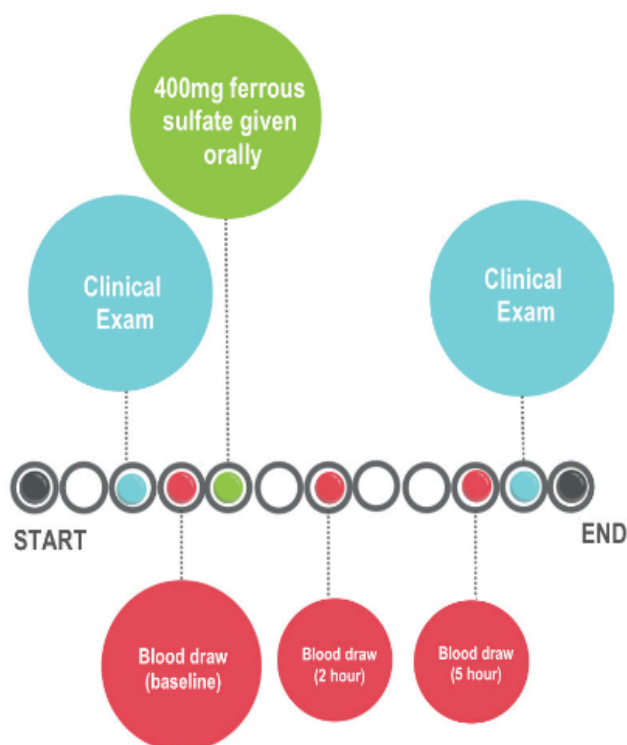 400mg ferrous
sulfate given
orally
Clinical
Exam
Clinical
Exam
START
END
Blood draw
(baseline)
Blood draw
(2 hour)
Blood draw
(5 hour)